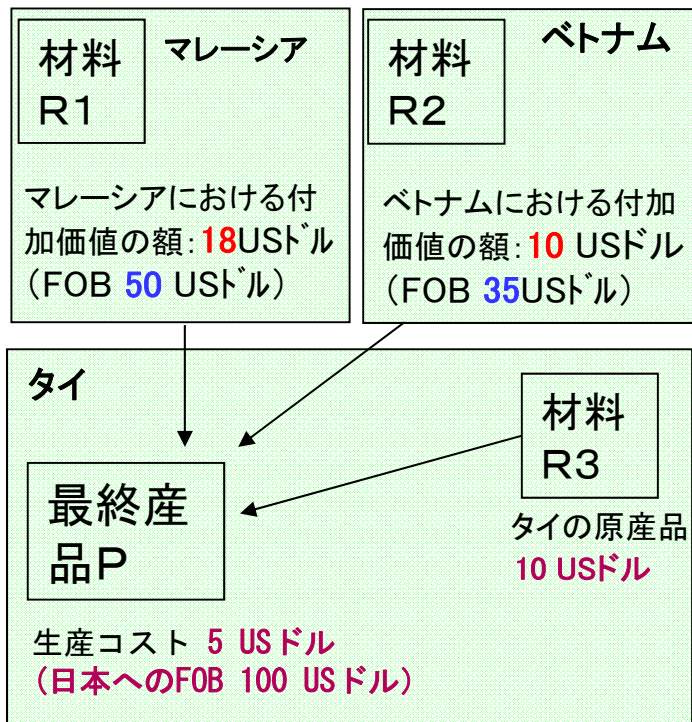 マレーシア
材料
R1
マレーシアにおける付
加価値の額：18USﾄﾞﾙ
（FOB 50 USﾄﾞﾙ）
ベトナム
材料
R2
ベトナムにおける付加
価値の額：10 USドル
（FOB 35USﾄﾞﾙ）
タイ
材料
R3
タイの原産品
10 USドル
最終産
品P
生産コスト 5 USドル
（日本へのFOB 100 USドル）